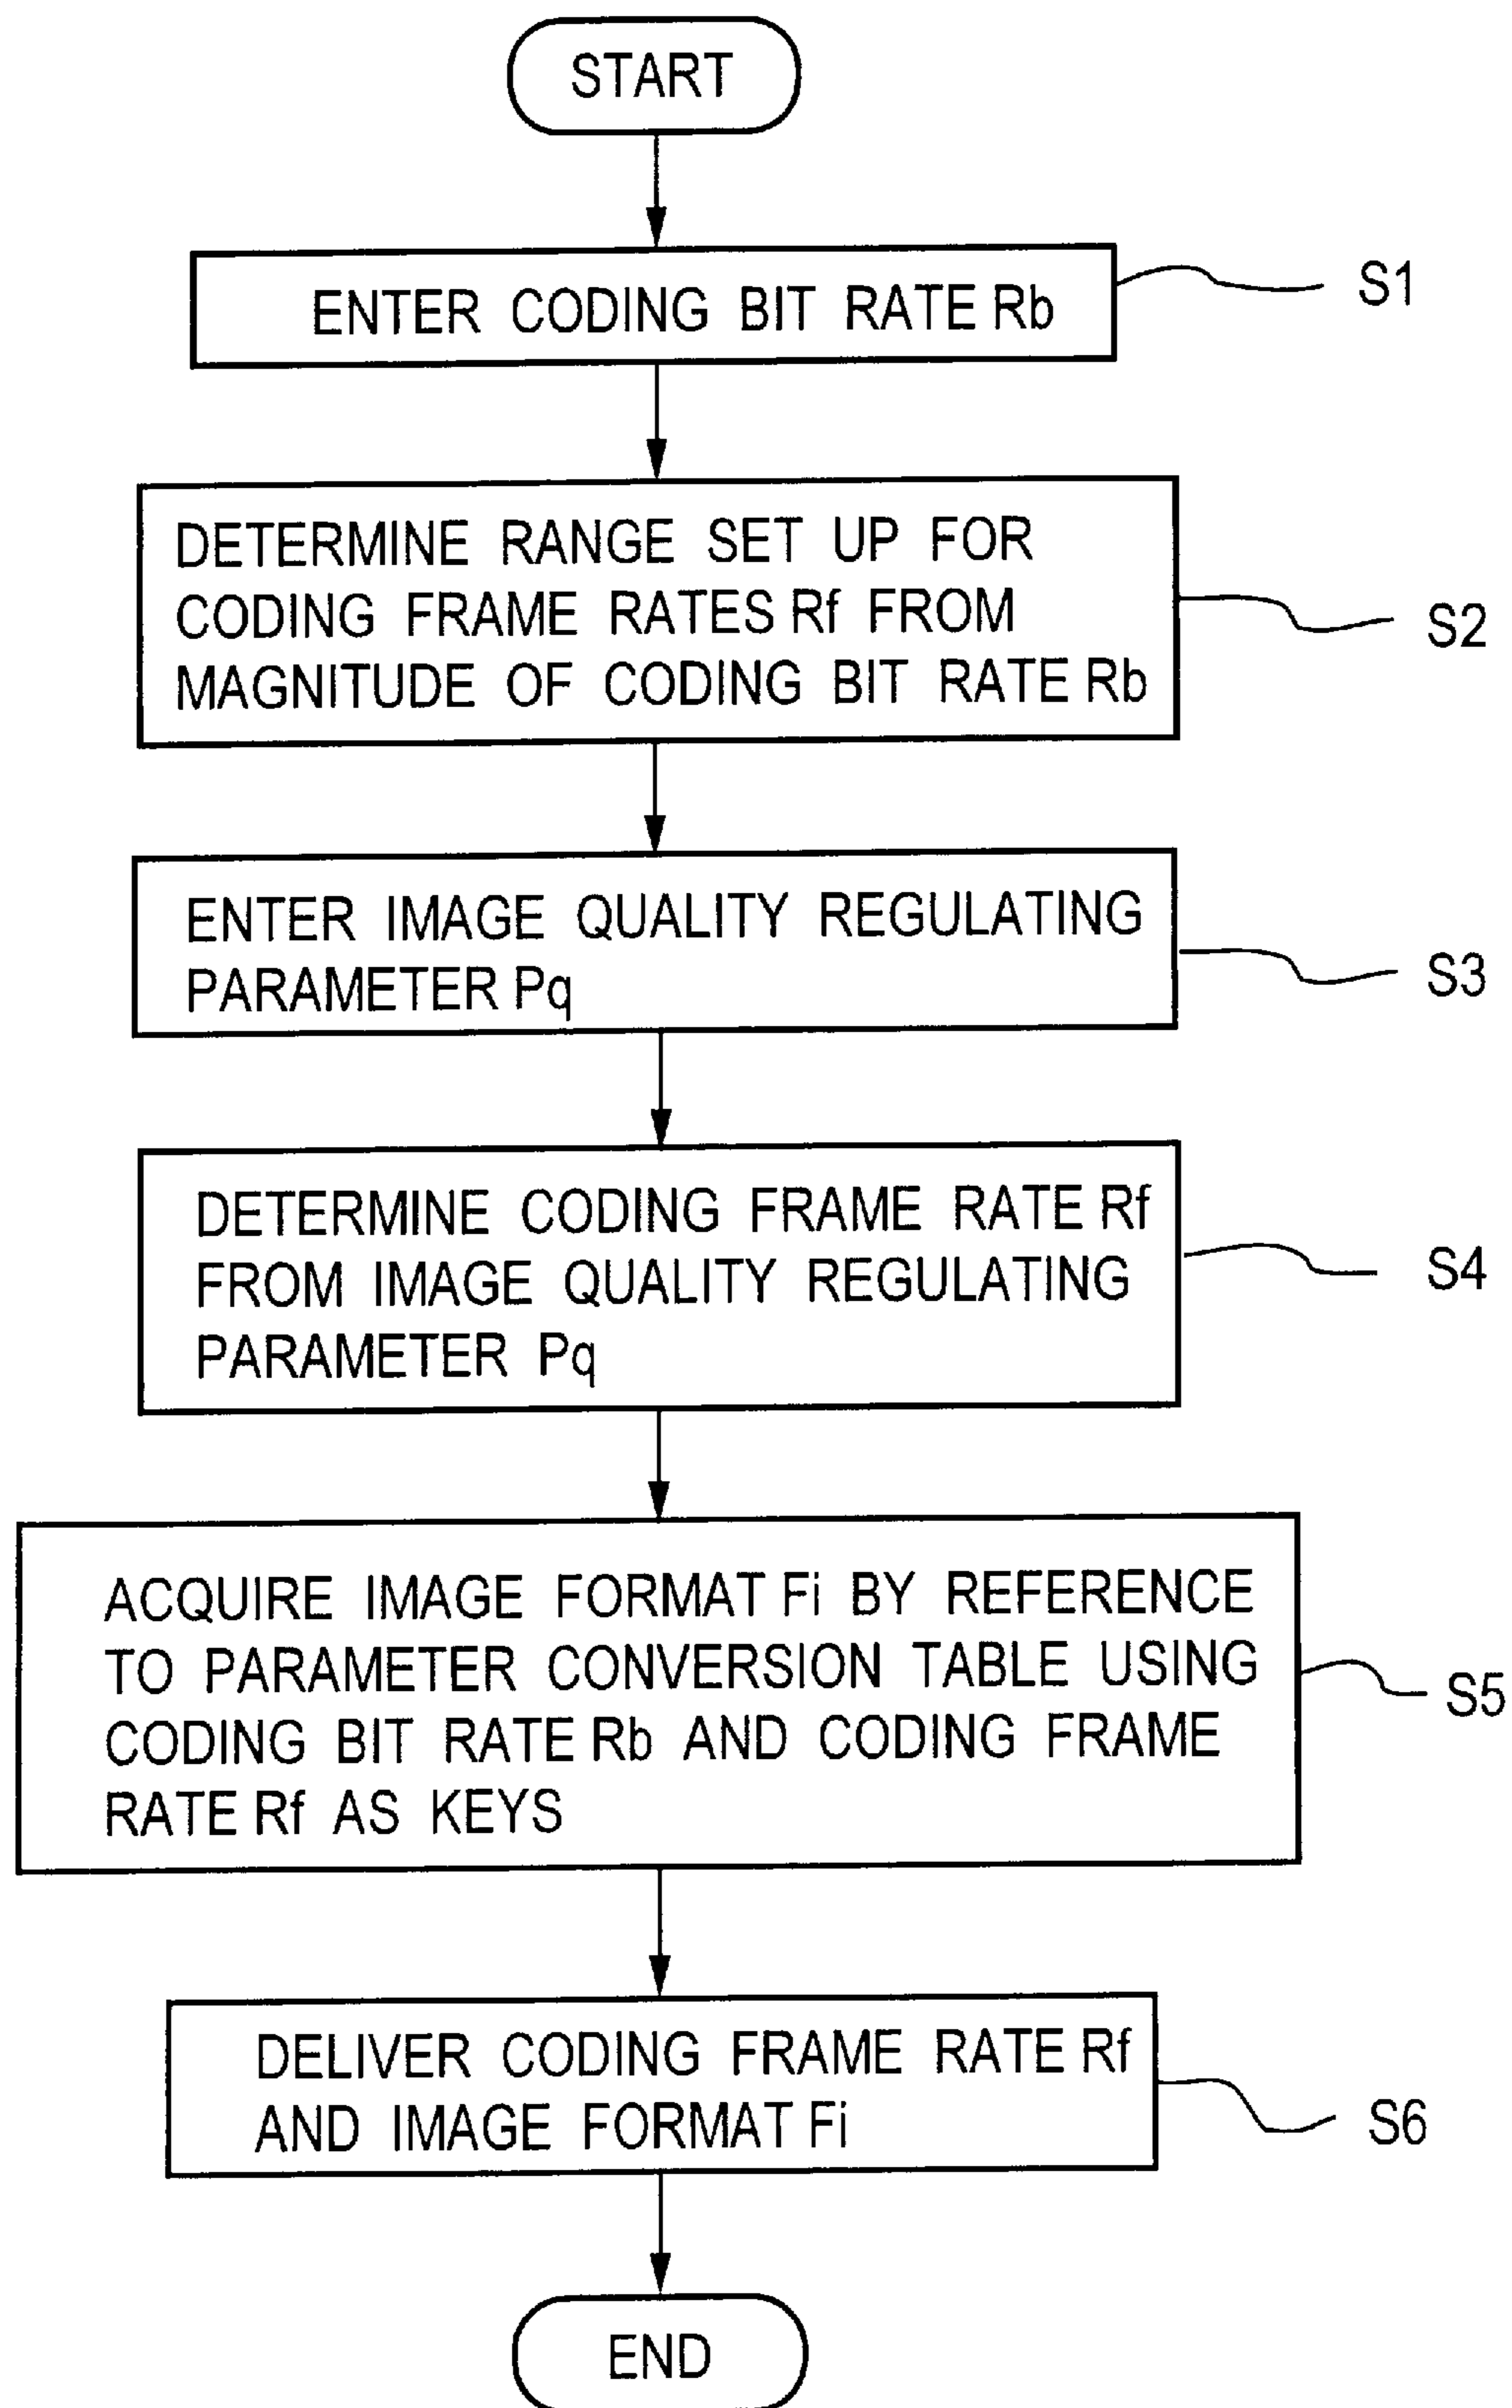 START
ENTER CODING BIT RATE Rb
S1
DETERMINE RANGE SET UP FOR
CODING FRAME RATES Rf FROM
MAGNITUDE OF CODING BIT RATE Rb
S2
ENTER IMAGE QUALITY REGULATING
PARAMETER Pq
S3
DETERMINE CODING FRAME RATE Rf
FROM IMAGE QUALITY REGULATING
PARAMETER Pq
S4
ACQUIRE IMAGE FORMAT Fi BY REFERENCE
TO PARAMETER CONVERSION TABLE USING
CODING BIT RATE Rb AND CODING FRAME
RATE Rf AS KEYS
S5
DELIVER CODING FRAME RATE Rf
AND IMAGE FORMAT Fi
S6
END